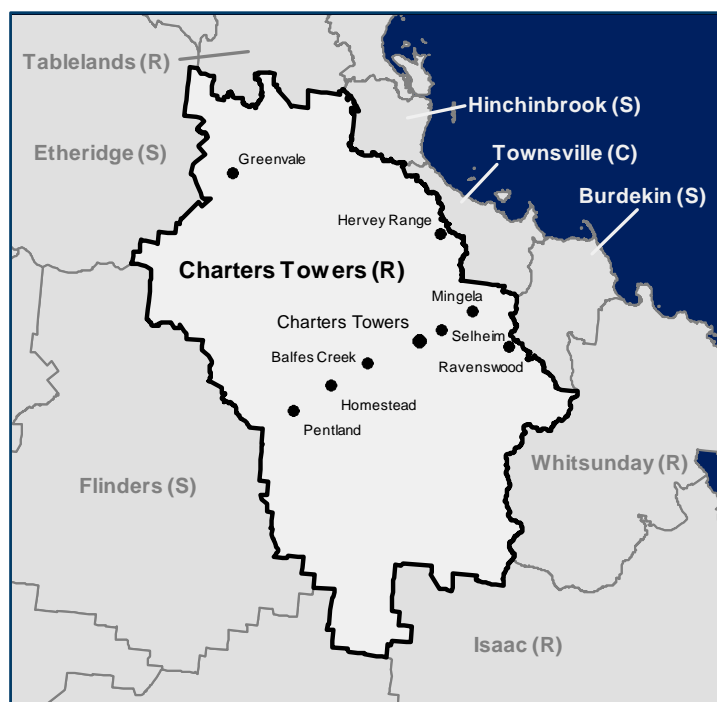 Tablelands (R)
Hinchinbrook (S)
Etheridge (S)
Townsville (C)
Greenvale
Burdekin (S)
Hervey Range
Charters Towers (R)
Mingela
Charters Towers
Selheim
Balfes Creek
Ravenswood
Homestead
Pentland
Whitsunday (R)
Flinders (S)
Isaac (R)